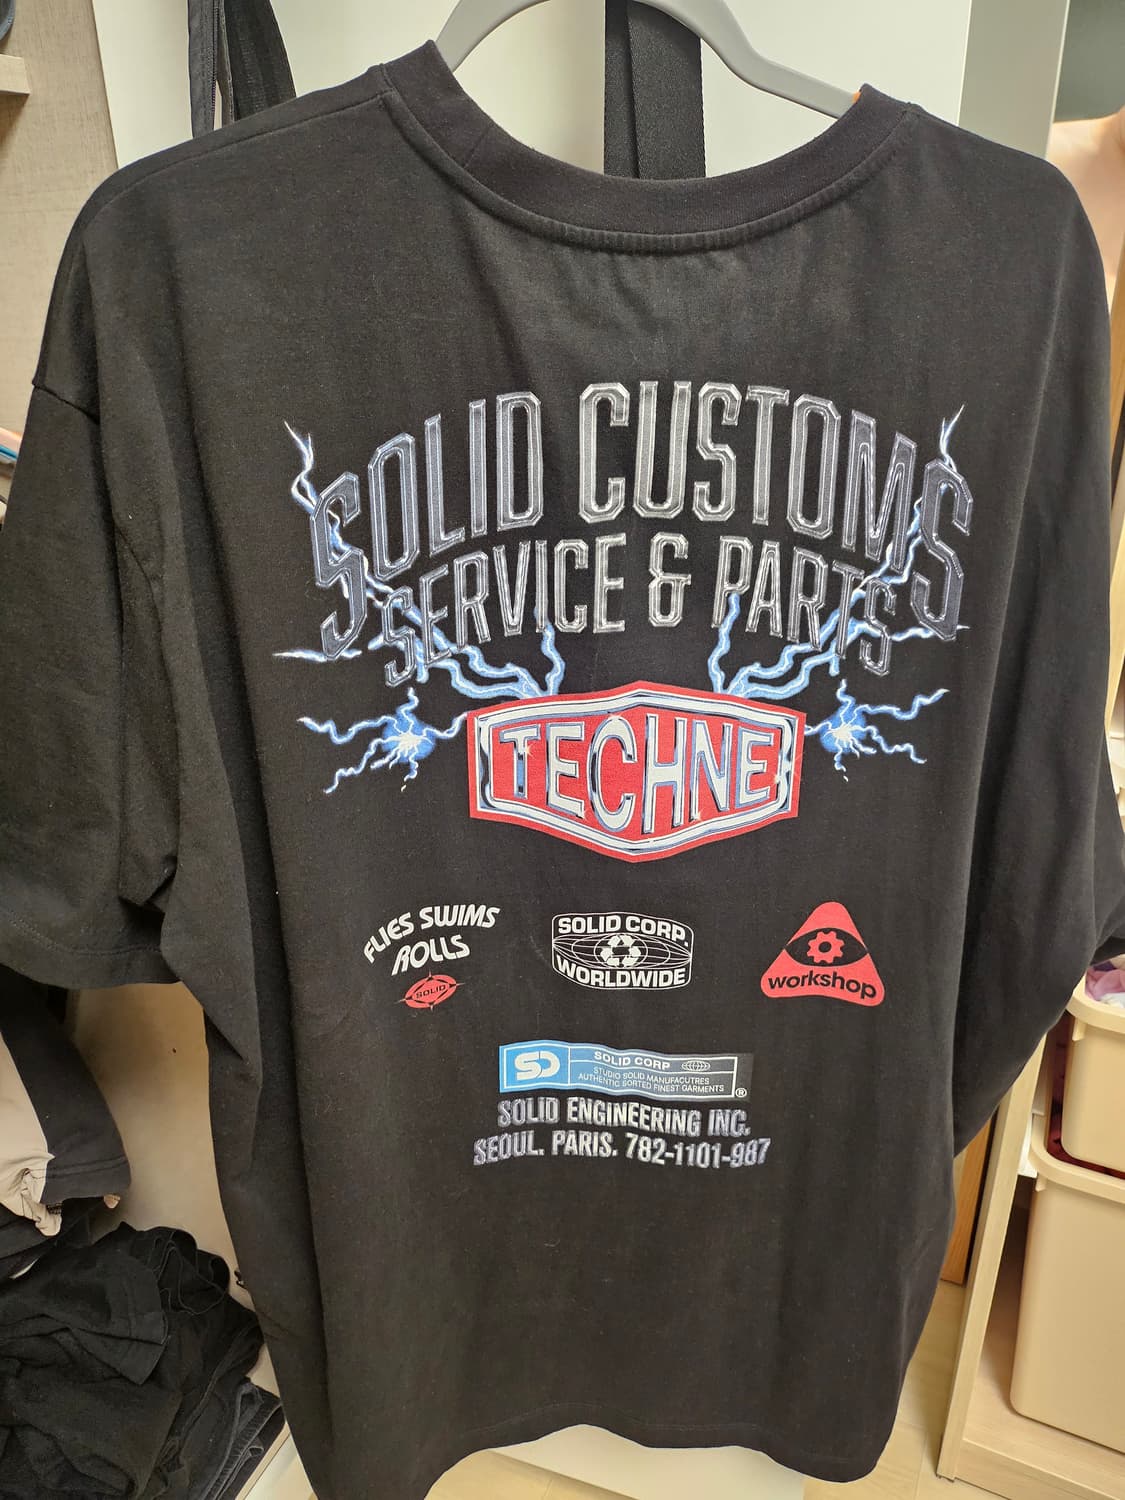 SOLID CUSTOMS
SERVICE & PARTS
TECHNE
FLIES SWIMS
ROLLS
SOLID
SOLID CORP.
WORLDWIDE
workshop
SD
SOLID CORP
STUDIO SOLID MANUFACUTRES
AUTHENTIC SORTED FINEST GARMENTS
®
SOLID ENGINEERING INC.
SEOUL. PARIS. 782-1101-987